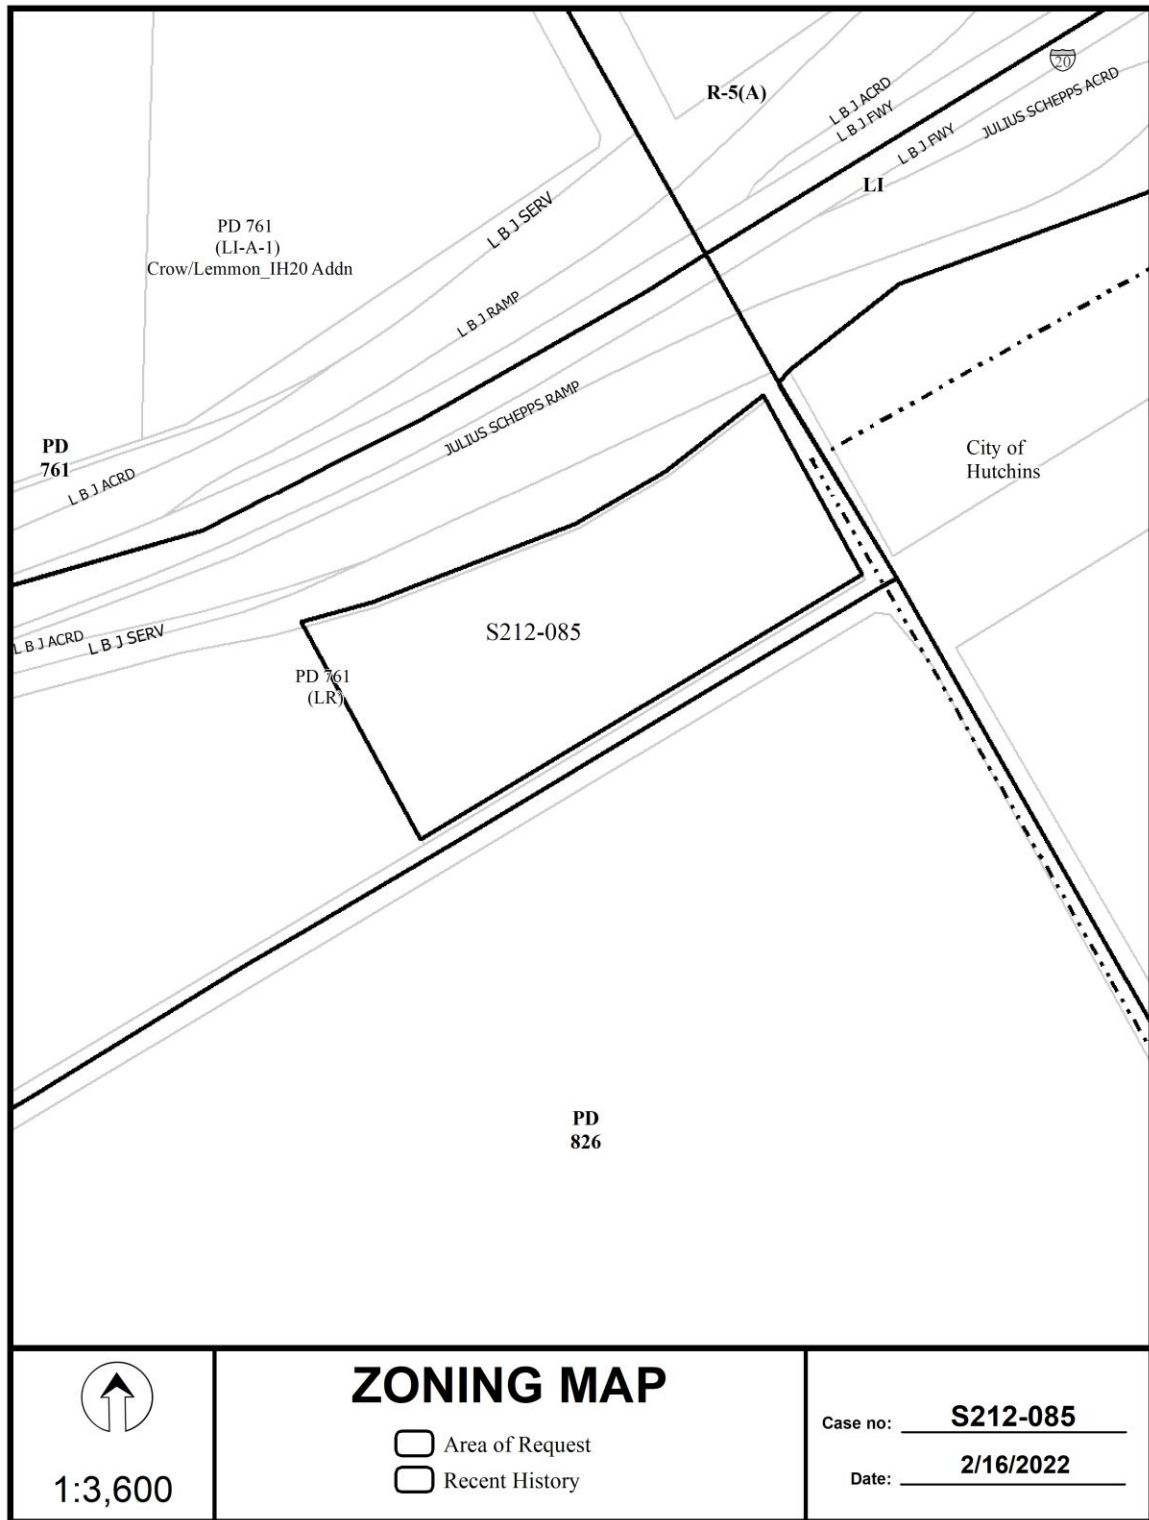 20
R-5(A)
L B J ACRD
L B J FWY
L B J FWY
JULIUS SCHEPPS ACRD
LI
PD 761
(LI-A-1)
Crow/Lemmon_IH20 Addn
L B J SERV
L B J RAMP
JULIUS SCHEPPS RAMP
PD
761
L B J ACRD
City of
Hutchins
L B J ACRD
L B J SERV
S212-085
PD 761
(LR)
PD
826
1:3,600
ZONING MAP
Area of Request
Recent History
Case no: S212-085
Date: 2/16/2022